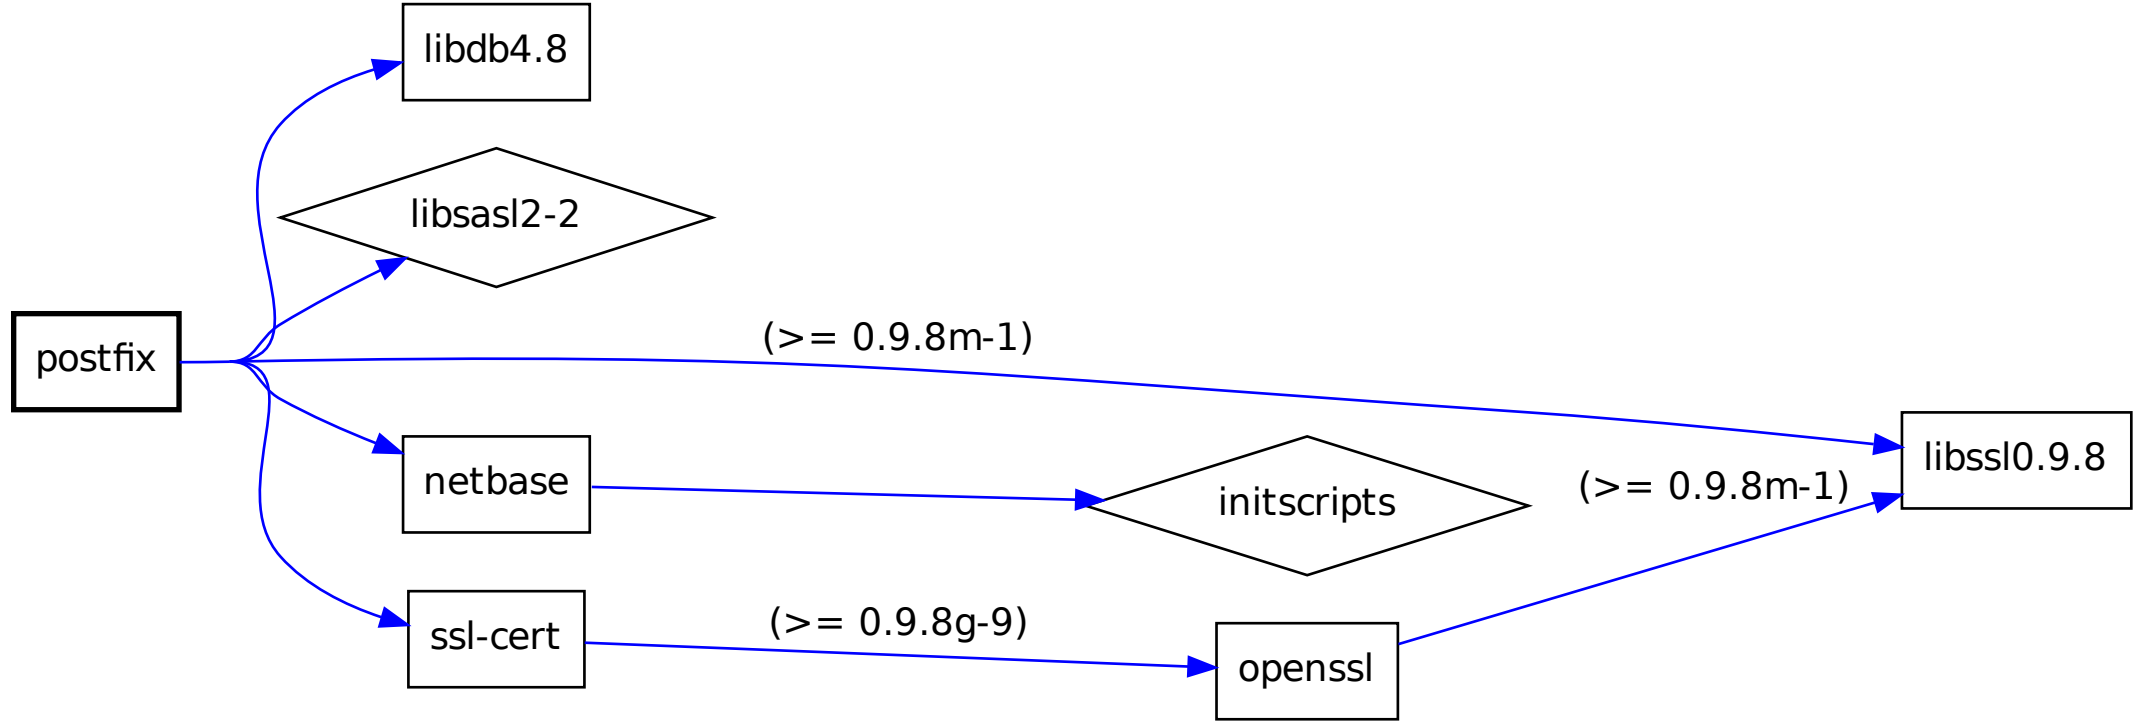 libdb4.8
libsasl2-2
(>= 0.9.8m-1)
postfix
libssl0.9.8
netbase
initscripts
(>= 0.9.8m-1)
ssl-cert
(>= 0.9.8g-9)
openssl